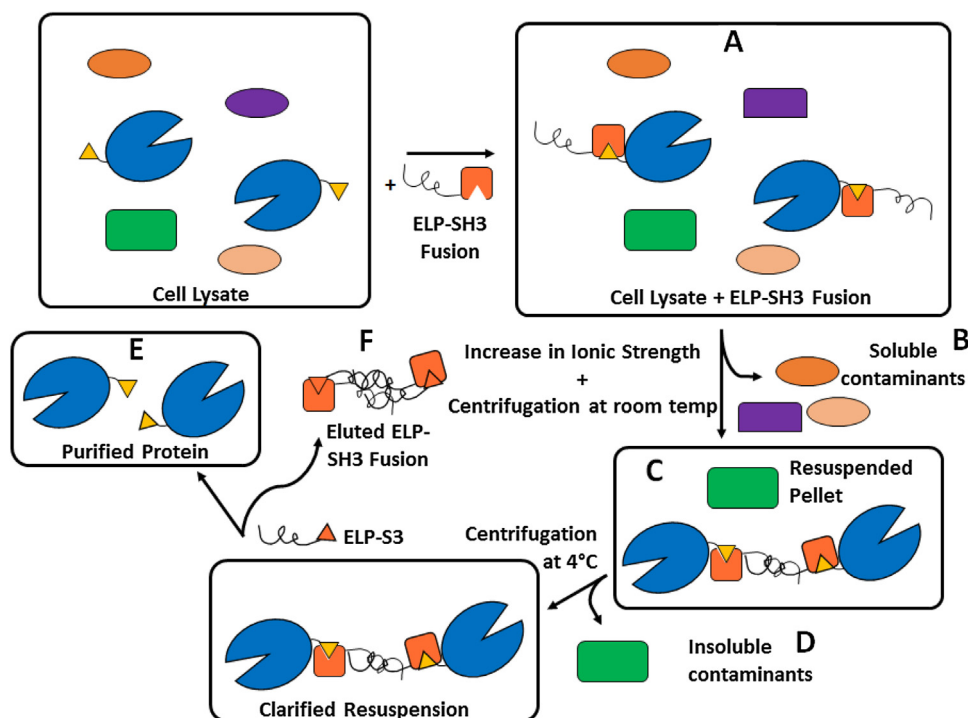 A
+
ELP-SH3
Fusion
Cell Lysate
Cell Lysate + ELP-SH3 Fusion
B
Soluble
contaminants
Increase in Ionic Strength
+
Centrifugation at room temp
E
Purified Protein
F
Eluted ELP-
SH3 Fusion
C
Resuspended
Pellet
ELP-S3
Centrifugation
at 4°C
D
Insoluble
contaminants
Clarified Resuspension